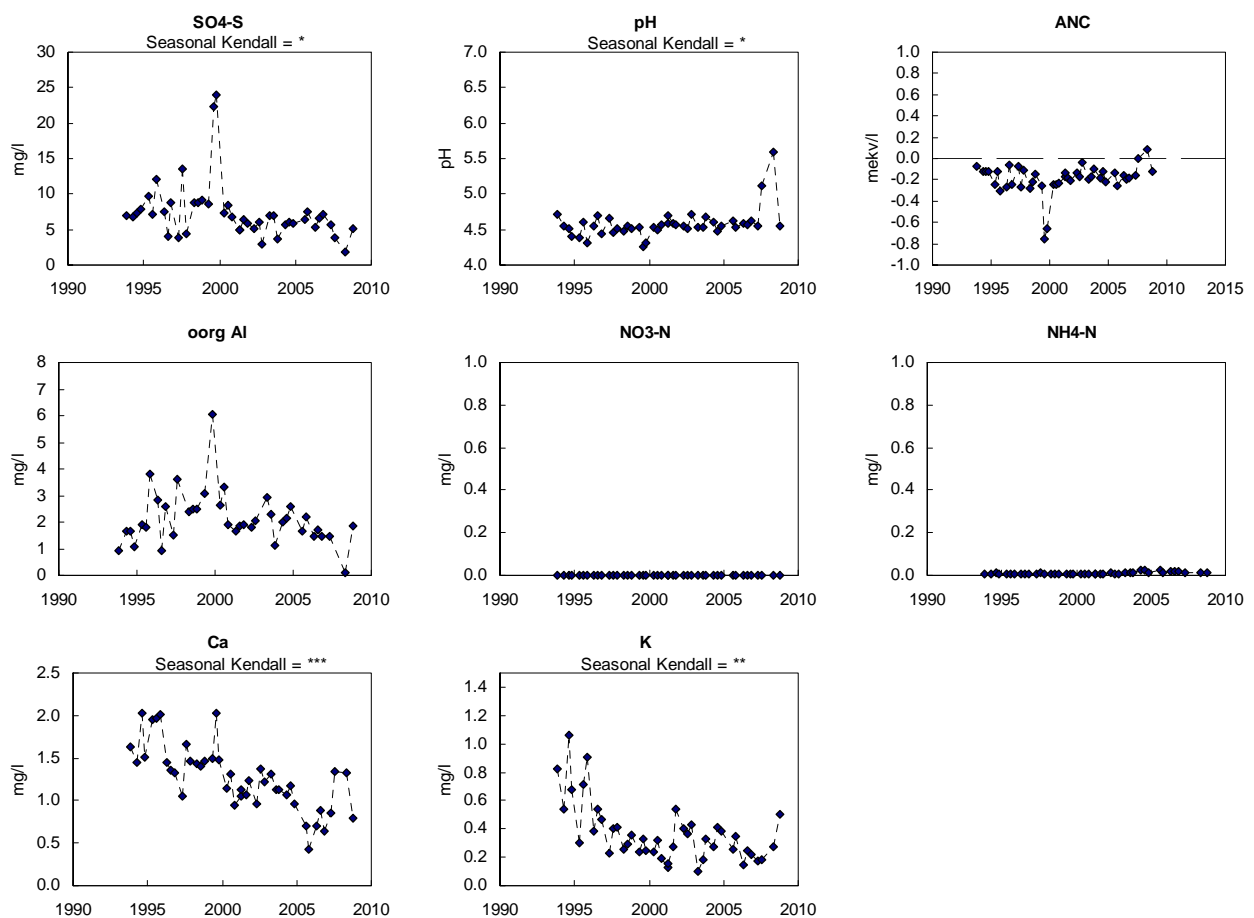 SO4-S
Seasonal Kendall = *
30
25
20
15
10
5
0
mg/l
1990 1995 2000 2005 2010
pH
Seasonal Kendall = *
7.0
6.5
6.0
5.5
5.0
4.5
4.0
pH
1990 1995 2000 2005 2010
ANC
1.0
0.8
0.6
0.4
0.2
0.0
-0.2
-0.4
-0.6
-0.8
-1.0
mekv/l
1990 1995 2000 2005 2010 2015
oorg Al
8
7
6
5
4
3
2
1
0
mg/l
1990 1995 2000 2005 2010
NO3-N
1.0
0.8
0.6
0.4
0.2
0.0
mg/l
1990 1995 2000 2005 2010
NH4-N
1.0
0.8
0.6
0.4
0.2
0.0
mg/l
1990 1995 2000 2005 2010
Ca
Seasonal Kendall = ***
2.5
2.0
1.5
1.0
0.5
0.0
mg/l
1990 1995 2000 2005 2010
K
Seasonal Kendall = **
1.4
1.2
1.0
0.8
0.6
0.4
0.2
0.0
mg/l
1990 1995 2000 2005 2010